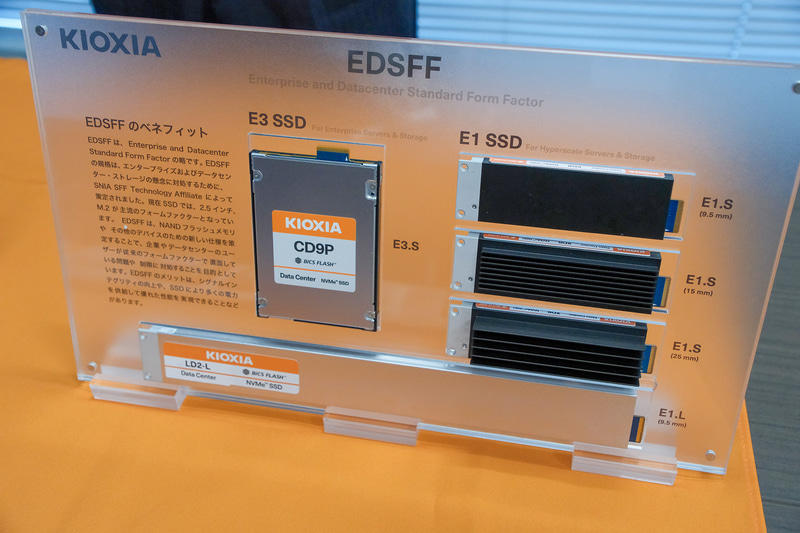 KIOXIA
EDSFF
Enterprise and Datacenter Standard Form Factor
EDSFF のベネフィット
EDSFF は、Enterprise and Datacenter
Standard Form Factor の略です。EDSFF
の規格は、エンタープライズおよびデータセン
ター・ストレージの懸念に対処するために、
SNIA SFF Technology Affiliate によって
策定されました。現在 SSD では、2.5 インチ、
M.2 が主流のフォームファクターとなってい
ます。 EDSFF は、NAND フラッシュメモリ
や その他のデバイスのための新しい仕様を策
定することで、企業やデータセンターのユー
ザーが従来のフォームファクターで 直面して
いる問題や 制限に対処することを目的として
います。EDSFF のメリットは、シグナルイン
テグリティの向上や、SSD により多くの電力
を供給して優れた性能を実現できることなど
があります。
E3 SSD
For Enterprise Servers & Storage
KIOXIA
CD9P
BiCS FLASH™
Data Center NVMe™ SSD
E3.S
E1 SSD
For Hyperscale Servers & Storage
E1.S
(9.5 mm)
E1.S
(15 mm)
E1.S
(25 mm)
KIOXIA
LD2-L
BiCS FLASH™
Data Center
NVMe™ SSD
E1.L
(9.5 mm)